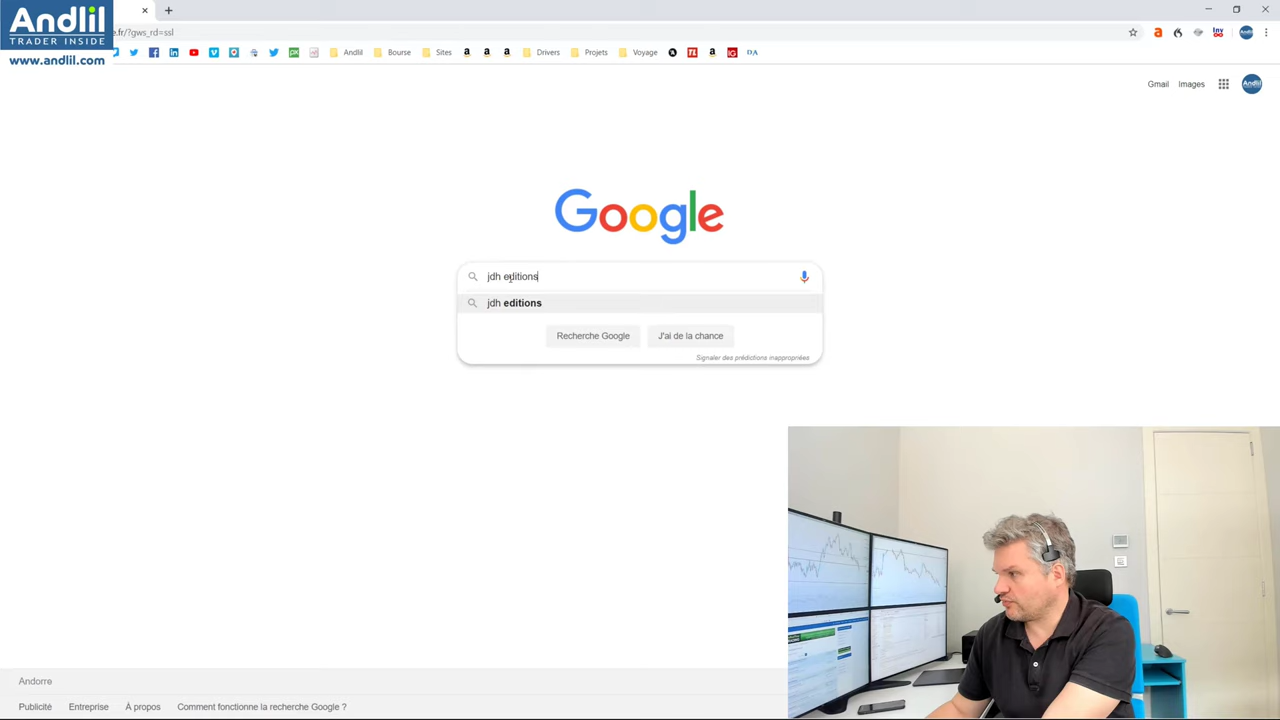 Andlil
TRADER INSIDE
www.andlil.com
e.fr/?gws_rd=ssl
Andlil
Bourse
Sites
Drivers
Projets
Voyage
Gmail
Images
Google
jdh editions
jdh editions
Recherche Google
J'ai de la chance
Signaler des prédictions inappropriées
Andorre
Publicité
Entreprise
À propos
Comment fonctionne la recherche Google ?